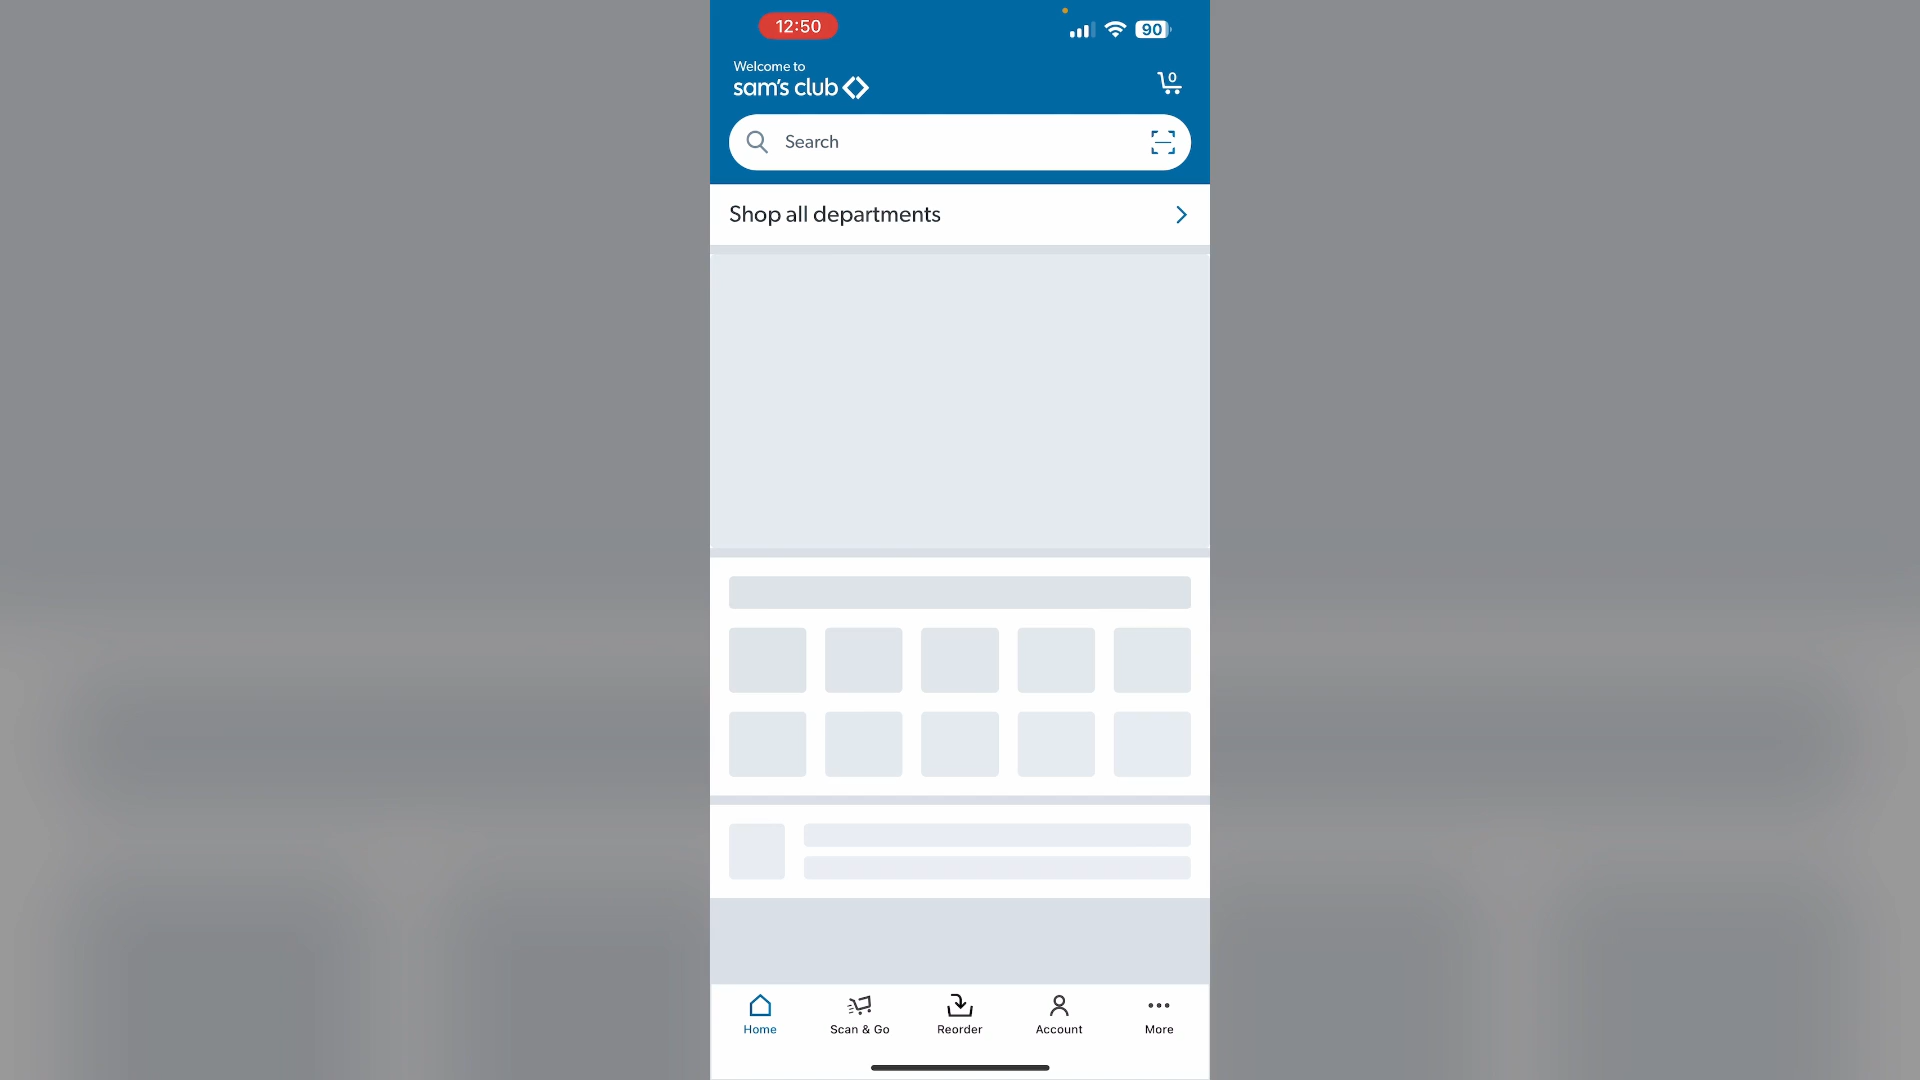 12:50
90
Welcome to
sam's club
0
Search
Shop all departments
Home
Scan & Go
Reorder
Account
More